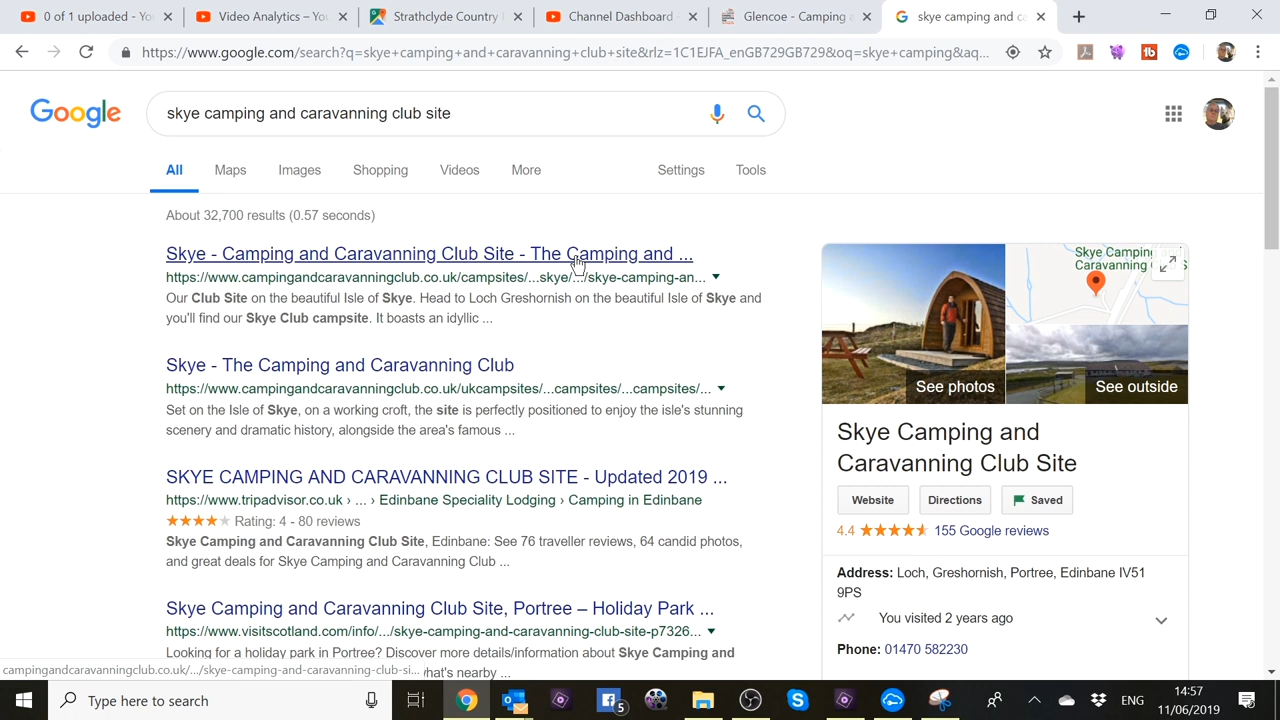 0 of 1 uploaded - Yo
Video Analytics – You
Strathclyde Country
Channel Dashboard -
Glencoe - Camping a
skye camping and ca
https://www.google.com/search?q=skye+camping+and+caravanning+club+site&rlz=1C1EJFA_enGB729GB729&oq=skye+camping&aq...
Google
skye camping and caravanning club site
All
Maps
Images
Shopping
Videos
More
Settings
Tools
About 32,700 results (0.57 seconds)
Skye - Camping and Caravanning Club Site - The Camping and ...
https://www.campingandcaravanningclub.co.uk/campsites/...skye/.../skye-camping-an...
Our Club Site on the beautiful Isle of Skye. Head to Loch Greshornish on the beautiful Isle of Skye and
you'll find our Skye Club campsite. It boasts an idyllic ...
Skye - The Camping and Caravanning Club
https://www.campingandcaravanningclub.co.uk/ukcampsites/...campsites/...campsites/...
Set on the Isle of Skye, on a working croft, the site is perfectly positioned to enjoy the isle's stunning
scenery and dramatic history, alongside the area's famous ...
SKYE CAMPING AND CARAVANNING CLUB SITE - Updated 2019 ...
https://www.tripadvisor.co.uk › ... › Edinbane Speciality Lodging › Camping in Edinbane
Rating: 4 - 80 reviews
Skye Camping and Caravanning Club Site, Edinbane: See 76 traveller reviews, 64 candid photos,
and great deals for Skye Camping and Caravanning Club ...
Skye Camping and Caravanning Club Site, Portree – Holiday Park ...
https://www.visitscotland.com/info/.../skye-camping-and-caravanning-club-site-p7326...
Looking for a holiday park in Portree? Discover more details/information about Skye Camping and
what's nearby ...
campingandcaravanningclub.co.uk/.../skye-camping-and-caravanning-club-si...
Skye Camping and
Caravanning Club S
See photos
See outside
Skye Camping and
Caravanning Club Site
Website
Directions
Saved
4.4
155 Google reviews
Address: Loch, Greshornish, Portree, Edinbane IV51
9PS
You visited 2 years ago
Phone: 01470 582230
Type here to search
5
ENG
14:57
11/06/2019